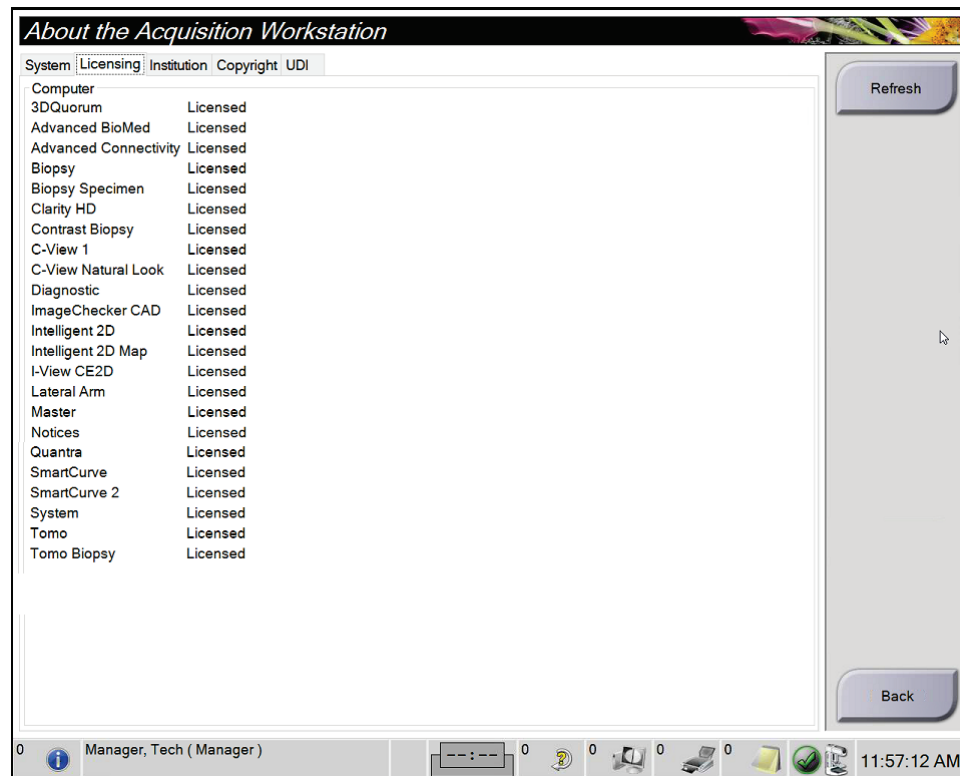 About the Acquisition Workstation
System Licensing Institution Copyright UDI
Computer
3DQuorum Licensed
Advanced BioMed Licensed
Advanced Connectivity Licensed
Biopsy Licensed
Biopsy Specimen Licensed
Clarity HD Licensed
Contrast Biopsy Licensed
C-View 1 Licensed
C-View Natural Look Licensed
Diagnostic Licensed
ImageChecker CAD Licensed
Intelligent 2D Licensed
Intelligent 2D Map Licensed
I-View CE2D Licensed
Lateral Arm Licensed
Master Licensed
Notices Licensed
Quantra Licensed
SmartCurve Licensed
SmartCurve 2 Licensed
System Licensed
Tomo Licensed
Tomo Biopsy Licensed
Refresh
Back
0 Manager, Tech ( Manager ) --:-- 0 0 0 0 11:57:12 AM